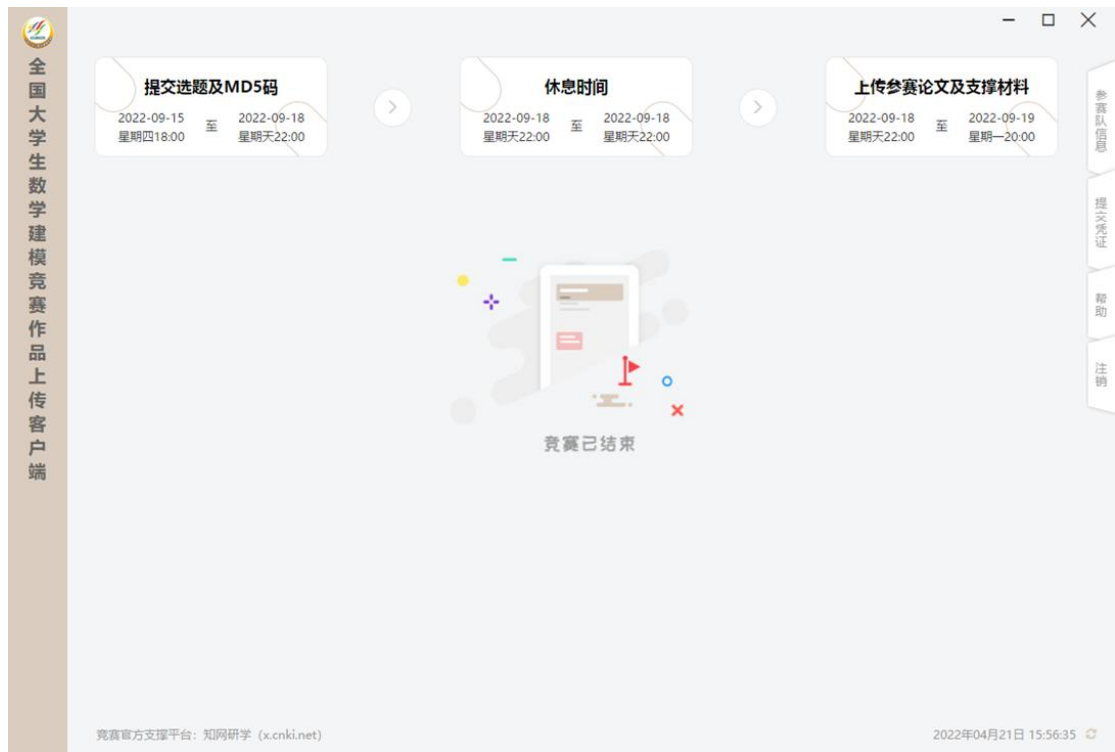 全国大学生数学建模竞赛作品上传客户端
提交选题及MD5码
2022-09-15 至 2022-09-18
星期四18:00 星期天22:00
休息时间
2022-09-18 至 2022-09-18
星期天22:00 星期天22:00
上传参赛论文及支撑材料
2022-09-18 至 2022-09-19
星期天22:00 星期一20:00
参赛队信息
提交凭证
帮助
注销
竞赛已结束
竞赛官方支撑平台：知网研学（x.cnki.net）
2022年04月21日 15:56:35